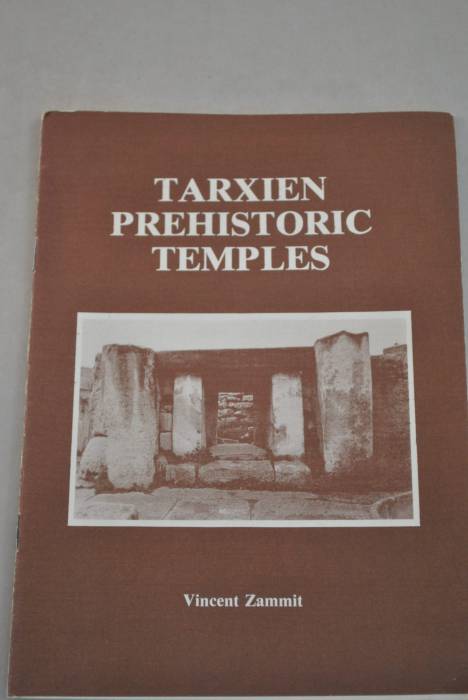 TARXIEN
PREHISTORIC
TEMPLES
Vincent Zammit